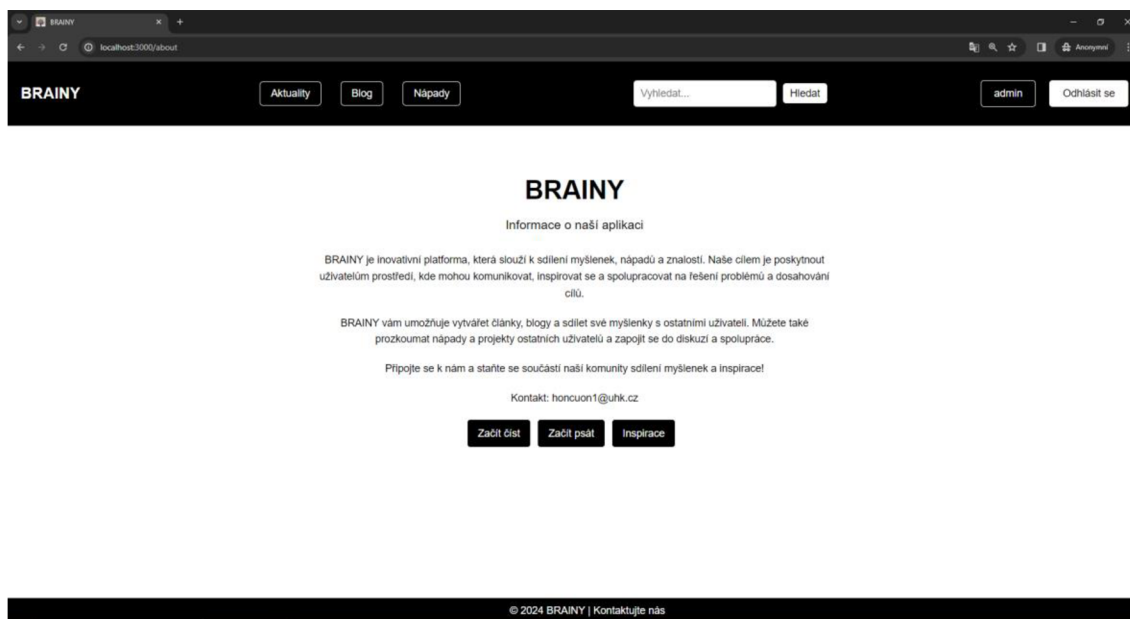 BRAINY
localhost:3000/about
Anonymní
BRAINY
Aktuality
Blog
Nápady
Vyhledat...
Hledat
admin
Odhlásit se
BRAINY
Informace o naší aplikaci
BRAINY je inovativní platforma, která slouží k sdílení myšlenek, nápadů a znalostí. Naše cílem je poskytnout
uživatelům prostředí, kde mohou komunikovat, inspirovat se a spolupracovat na řešení problémů a dosahování
cílů.
BRAINY vám umožňuje vytvářet články, blogy a sdílet své myšlenky s ostatními uživateli. Můžete také
prozkoumat nápady a projekty ostatních uživatelů a zapojit se do diskuzí a spolupráce.
Připojte se k nám a staňte se součástí naší komunity sdílení myšlenek a inspirace!
Kontakt: honcuon1@uhk.cz
Začít číst
Začít psát
Inspirace
© 2024 BRAINY | Kontaktujte nás